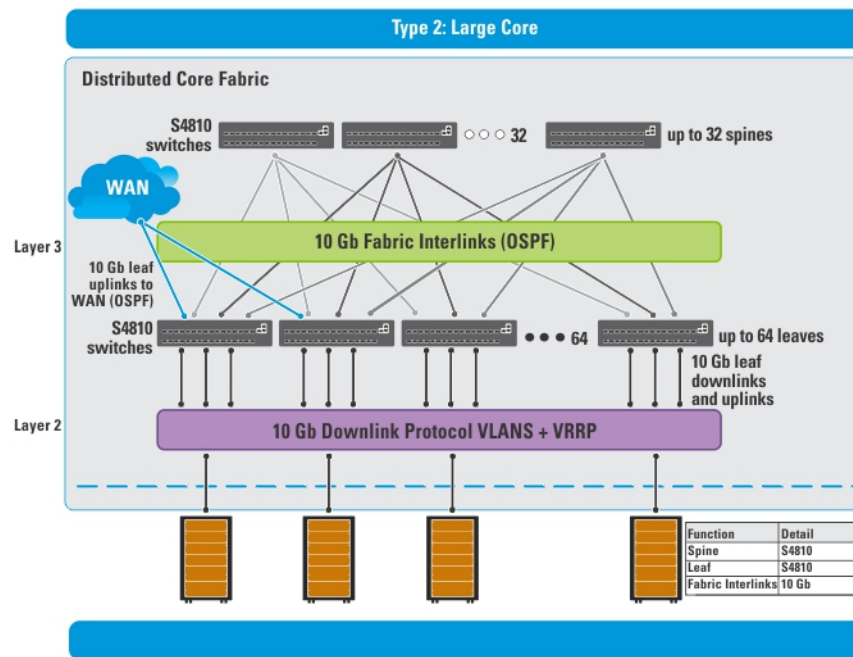 Type 2: Large Core
Distributed Core Fabric
S4810
switches
32
up to 32 spines
WAN
Layer 3
10 Gb Fabric Interlinks (OSPF)
10 Gb leaf
uplinks to
WAN (OSPF)
S4810
switches
64
up to 64 leaves
10 Gb leaf
downlinks
and uplinks
Layer 2
10 Gb Downlink Protocol VLANS + VRRP
Function Detail
Spine S4810
Leaf S4810
Fabric Interlinks 10 Gb